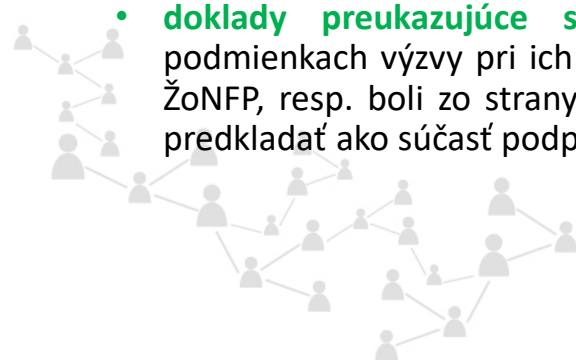 • doklady preukazujúce s
podmienkach výzvy pri ich
ŽoNFP, resp. boli zo strany
predkladať ako súčasť podp